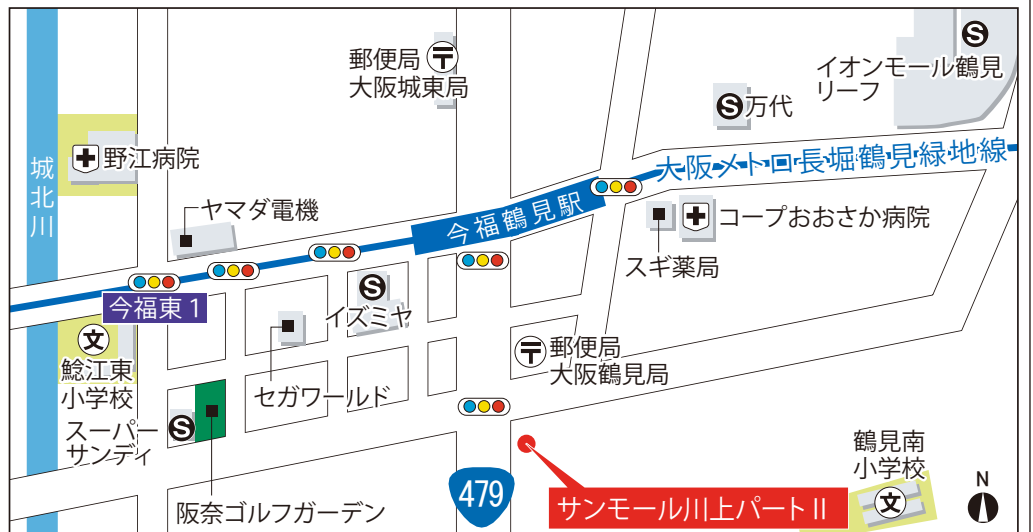 郵便局 〒
大阪城東局
S
イオンモール鶴見
リーフ
S 万代
野江病院
城北川
大阪メトロ長堀鶴見緑地線
ヤマダ電機
今福鶴見駅
コープおおさか病院
スギ薬局
今福東1
S
イズミヤ
文
鯰江東
小学校
セガワールド
〒 郵便局
大阪鶴見局
スーパー S
サンディ
阪奈ゴルフガーデン
479
サンモール川上パートⅡ
鶴見南
小学校
文
N